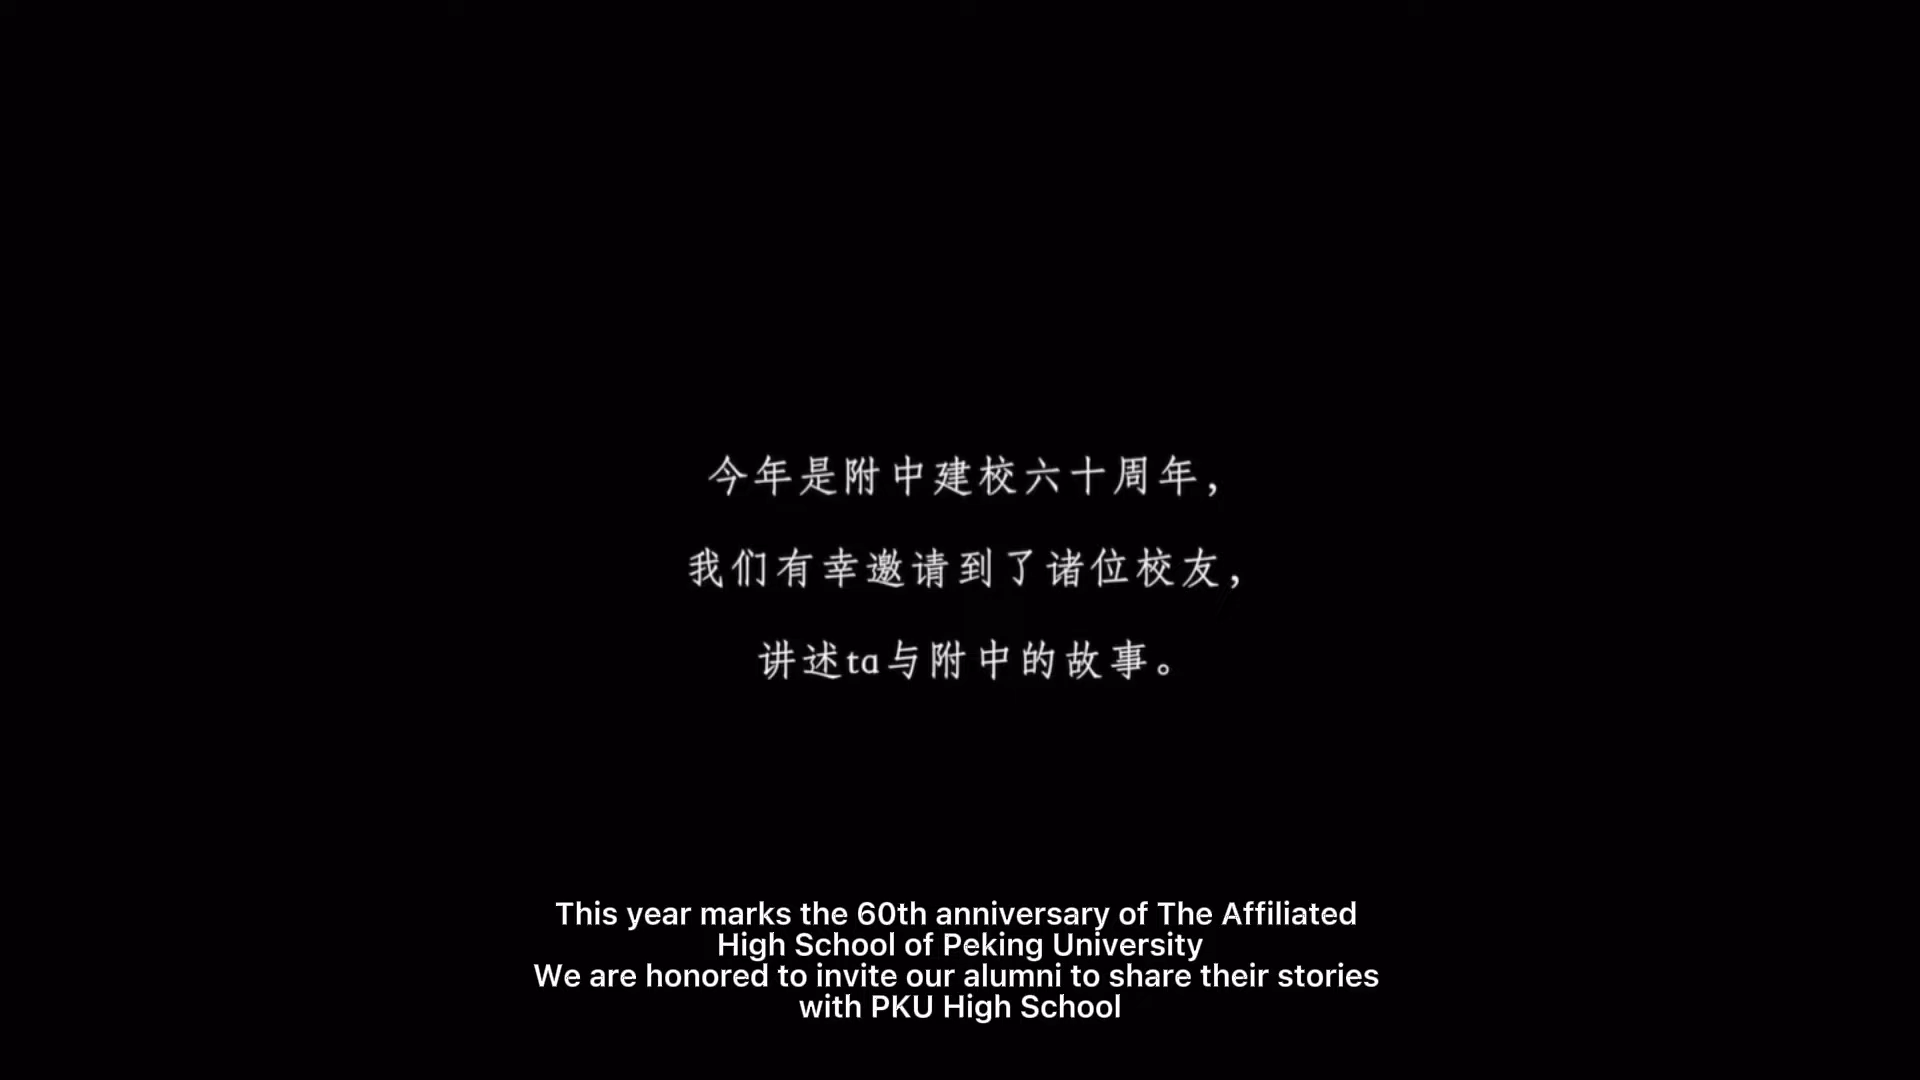 今年是附中建校六十周年，
我们有幸邀请到了诸位校友，
讲述ta与附中的故事。
This year marks the 60th anniversary of The Affiliated
High School of Peking University
We are honored to invite our alumni to share their stories
with PKU High School